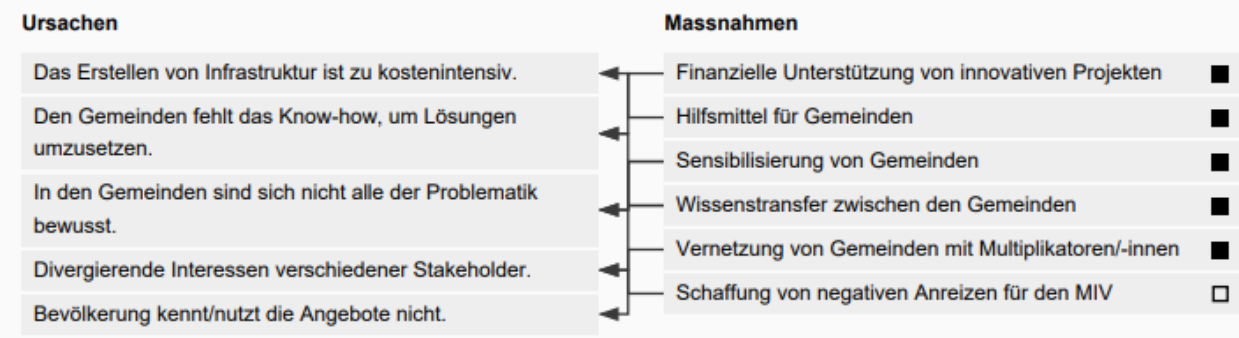 Ursachen
Das Erstellen von Infrastruktur ist zu kostenintensiv.
Den Gemeinden fehlt das Know-how, um Lösungen
umzusetzen.
In den Gemeinden sind sich nicht alle der Problematik
bewusst.
Divergierende Interessen verschiedener Stakeholder.
Bevölkerung kennt/nutzt die Angebote nicht.
Massnahmen
Finanzielle Unterstützung von innovativen Projekten
Hilfsmittel für Gemeinden
Sensibilisierung von Gemeinden
Wissenstransfer zwischen den Gemeinden
Vernetzung von Gemeinden mit Multiplikatoren/-innen
Schaffung von negativen Anreizen für den MIV